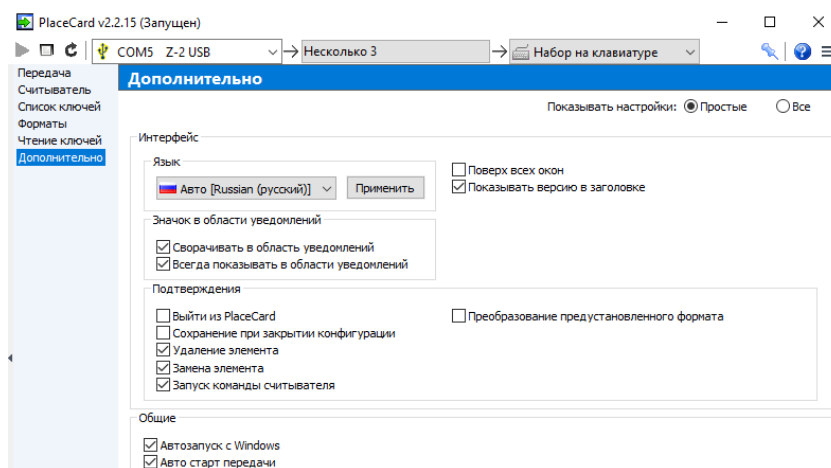 PlaceCard v2.2.15 (Запущен)
COM5 Z-2 USB Несколько 3 Набор на клавиатуре
Передача
Считыватель
Список ключей
Форматы
Чтение ключей
Дополнительно
Дополнительно
Показывать настройки: Простые Все
Интерфейс
Язык
Авто [Russian (русский)] Применить
Поверх всех окон
Показывать версию в заголовке
Значок в области уведомлений
Сворачивать в область уведомлений
Всегда показывать в области уведомлений
Подтверждения
Выйти из PlaceCard
Сохранение при закрытии конфигурации
Удаление элемента
Замена элемента
Запуск команды считывателя
Преобразование предустановленного формата
Общие
Автозапуск с Windows
Авто старт передачи